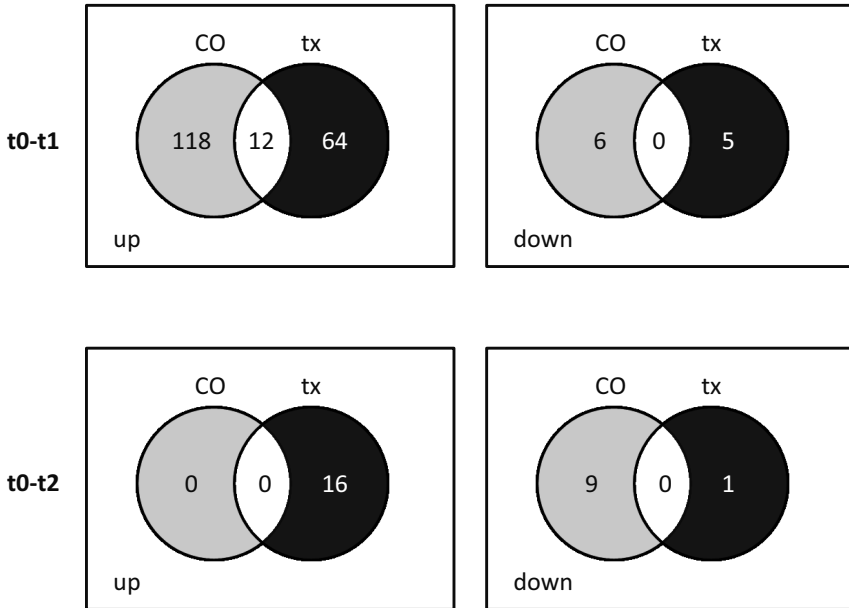 CO tx
118 12 64
up
CO tx
6 0 5
down
t0-t1
CO tx
0 0 16
up
CO tx
9 0 1
down
t0-t2